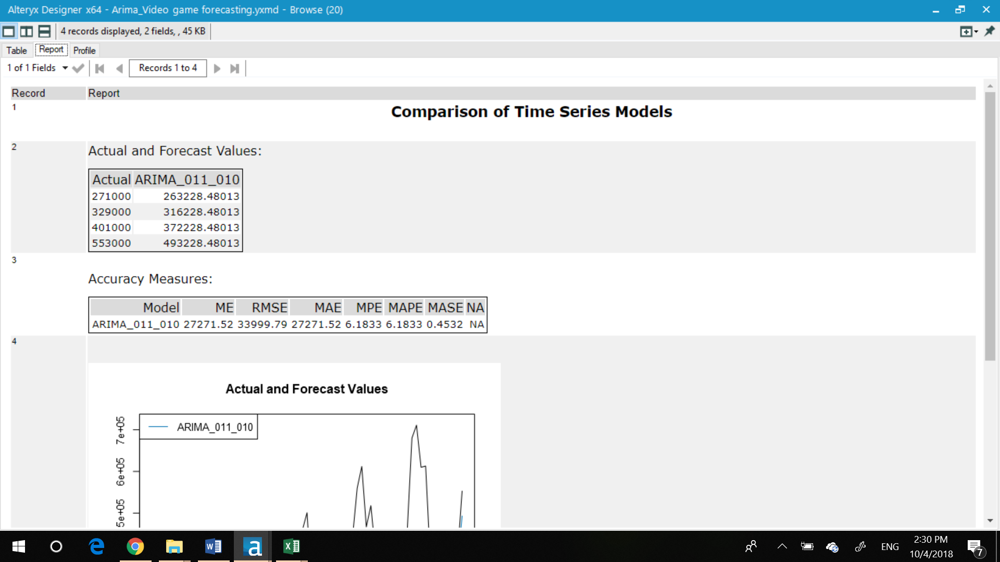 Alteryx Designer x64 - Arima_Video game forecasting.yxmd - Browse (20)
4 records displayed, 2 fields, , 45 KB
Table Report Profile
1 of 1 Fields Records 1 to 4
Record Report
1
Comparison of Time Series Models
2
Actual and Forecast Values:
Actual ARIMA_011_010
271000 263228.48013
329000 316228.48013
401000 372228.48013
553000 493228.48013
3
Accuracy Measures:
Model ME RMSE MAE MPE MAPE MASE NA
ARIMA_011_010 27271.52 33999.79 27271.52 6.1833 6.1833 0.4532 NA
4
Actual and Forecast Values
ARIMA_011_010
7e+05
6e+05
5e+05
ENG
2:30 PM
10/4/2018
7